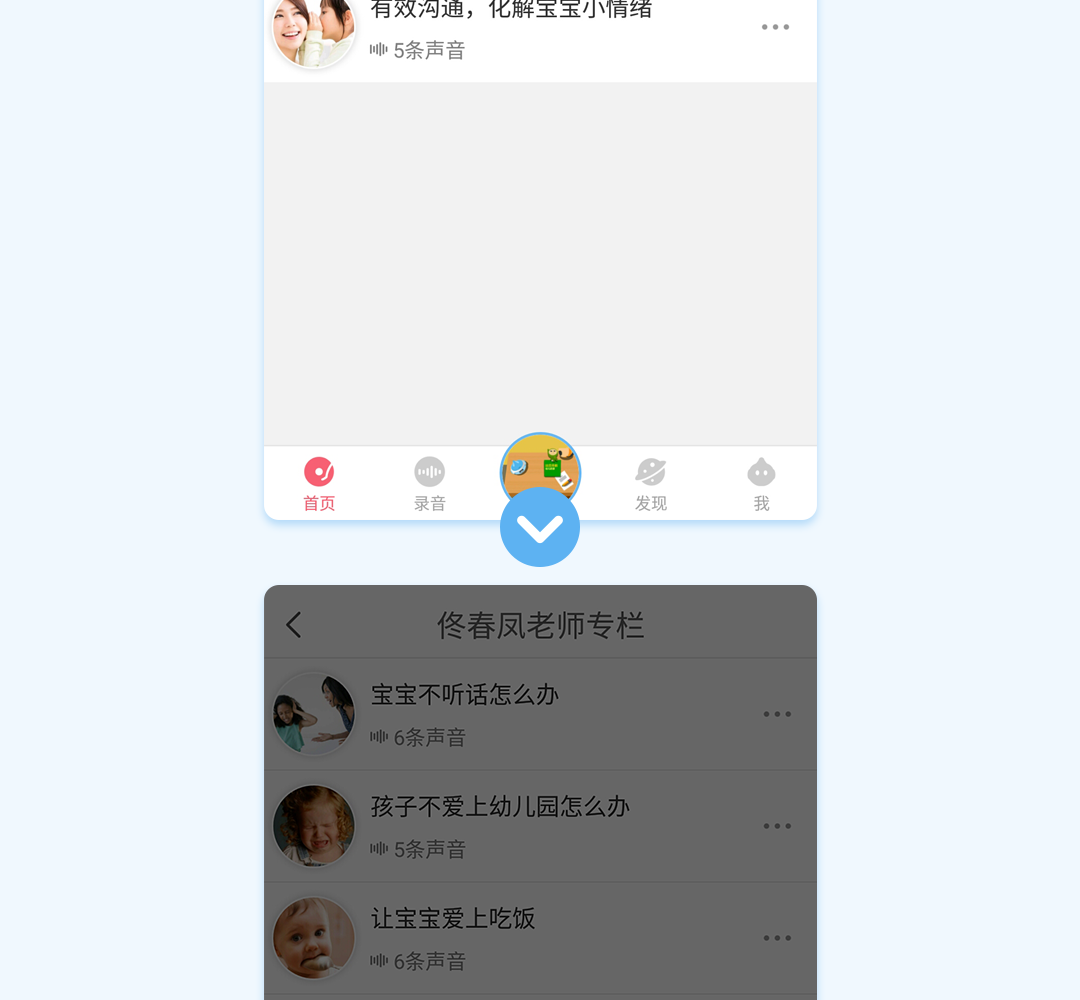 有效沟通，化解宝宝小情绪
5条声音
首页
录音
发现
我
佟春凤老师专栏
宝宝不听话怎么办
6条声音
孩子不爱上幼儿园怎么办
5条声音
让宝宝爱上吃饭
6条声音